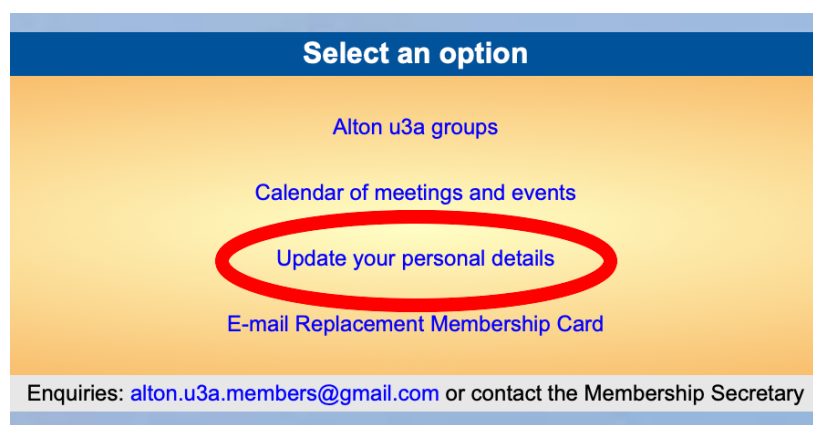 Select an option
Alton u3a groups
Calendar of meetings and events
Update your personal details
E-mail Replacement Membership Card
Enquiries: alton.u3a.members@gmail.com or contact the Membership Secretary